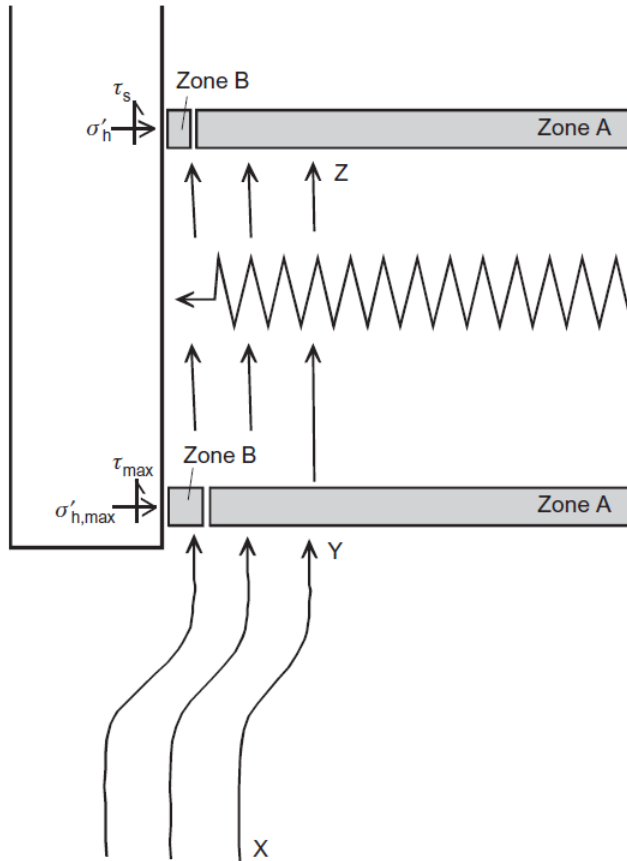 Zone B
τs
σ′h
Zone A
Z
Zone B
τmax
σ′h,max
Zone A
Y
X